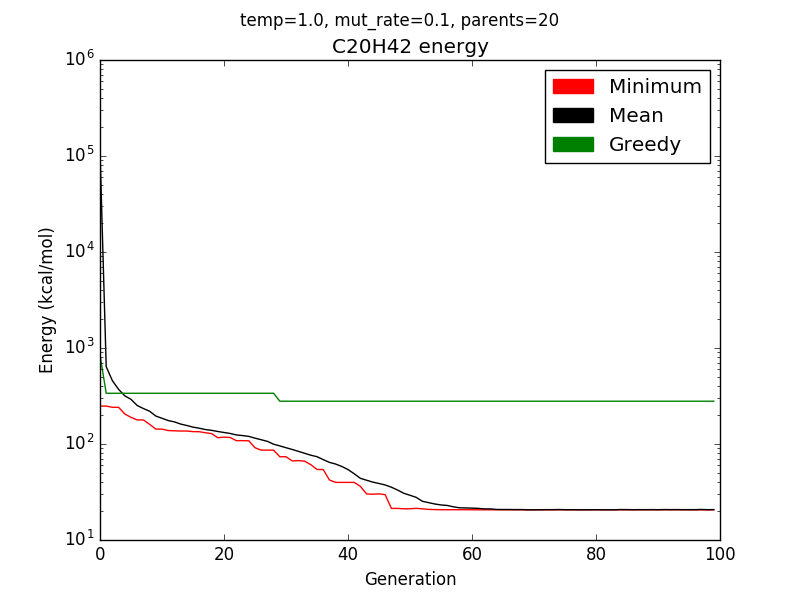 temp=1.0, mut_rate=0.1, parents=20
C20H42 energy
10^6
10^5
10^4
10^3
10^2
10^1
Energy (kcal/mol)
Minimum
Mean
Greedy
0 20 40 60 80 100
Generation